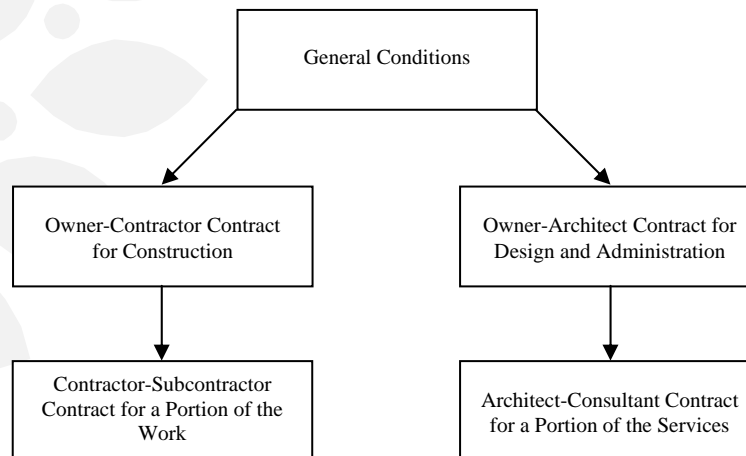 General Conditions
Owner-Contractor Contract
for Construction
Owner-Architect Contract for
Design and Administration
Contractor-Subcontractor
Contract for a Portion of the
Work
Architect-Consultant Contract
for a Portion of the Services